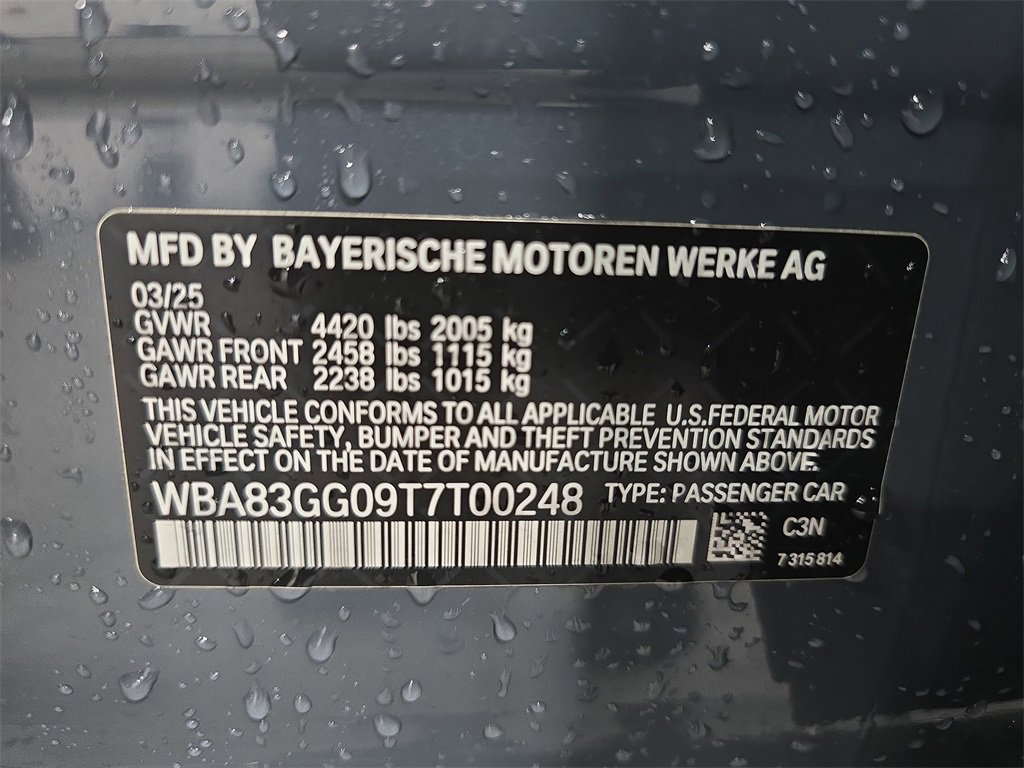 MFD BY BAYERISCHE MOTOREN WERKE AG
03/25
GVWR 4420 lbs 2005 kg
GAWR FRONT 2458 lbs 1115 kg
GAWR REAR 2238 lbs 1015 kg
THIS VEHICLE CONFORMS TO ALL APPLICABLE U.S.FEDERAL MOTOR
VEHICLE SAFETY, BUMPER AND THEFT PREVENTION STANDARDS
IN EFFECT ON THE DATE OF MANUFACTURE SHOWN ABOVE.
WBA83GG09T7T00248 TYPE: PASSENGER CAR
C3N
7 315 814